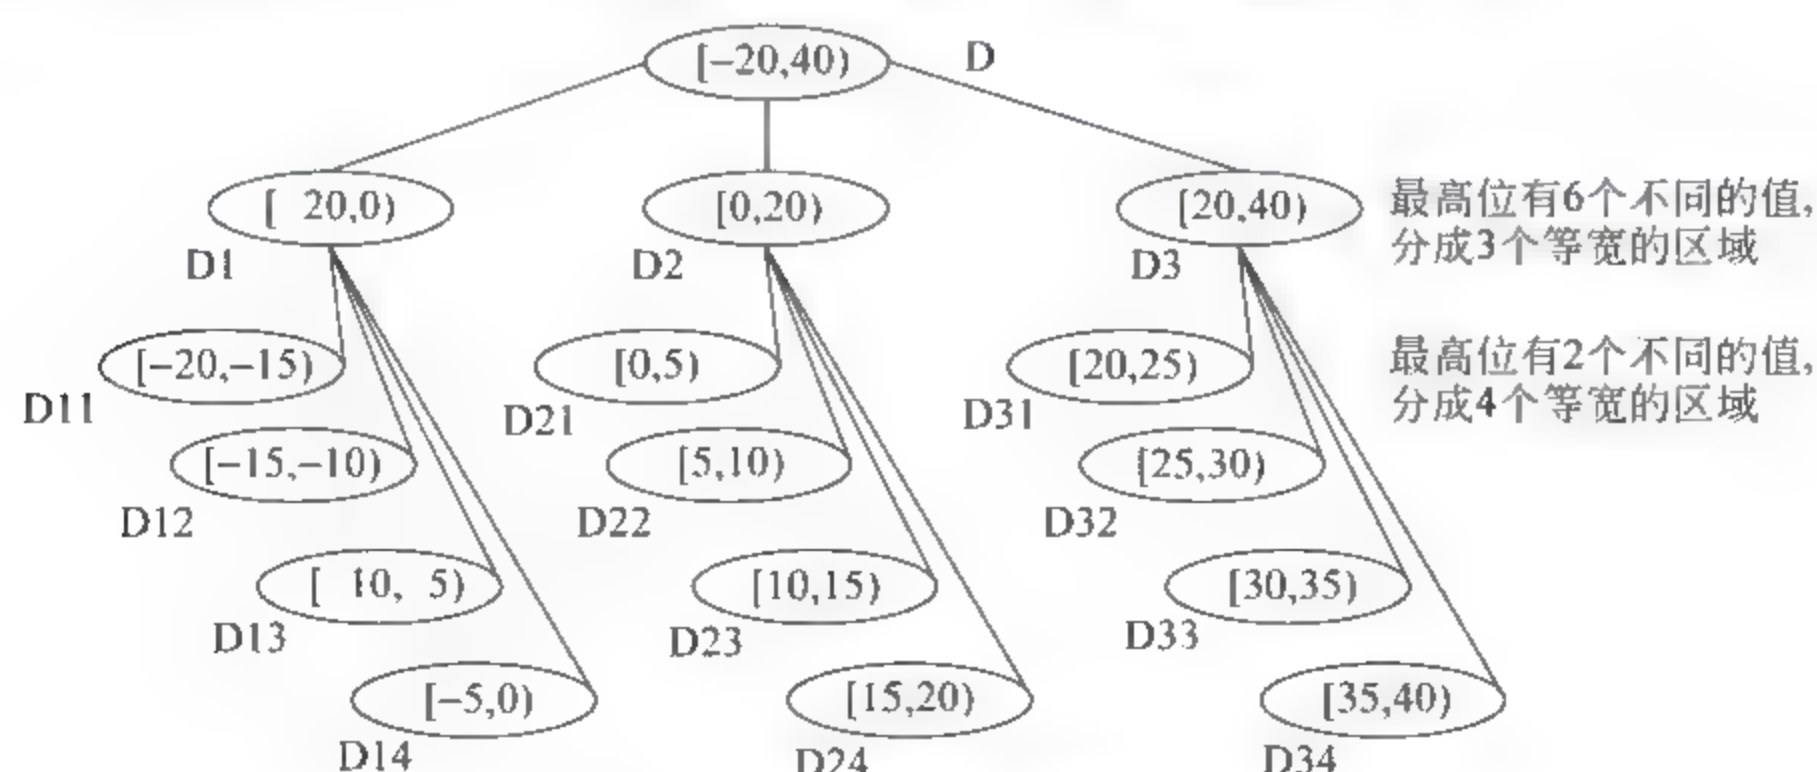 [-20,40)
D
[ 20,0)
[0,20)
[20,40)
最高位有6个不同的值,
分成3个等宽的区域
D1
D2
D3
[-20,-15)
[0,5)
[20,25)
最高位有2个不同的值,
分成4个等宽的区域
D11
D21
D31
[-15,-10)
[5,10)
[25,30)
D12
D22
D32
[ 10, 5)
[10,15)
[30,35)
D13
D23
D33
[-5,0)
[15,20)
[35,40)
D14
D24
D34